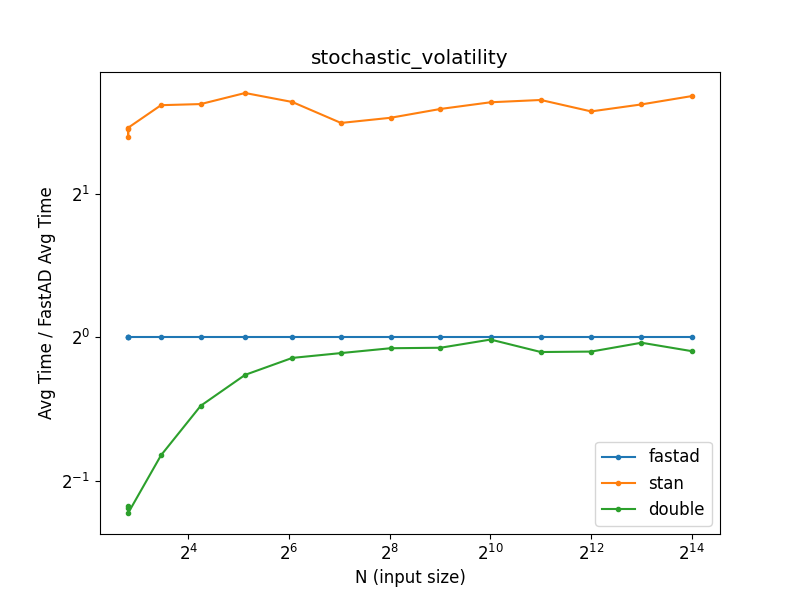 stochastic_volatility
Avg Time / FastAD Avg Time
2^1
2^0
2^-1
fastad
stan
double
2^4 2^6 2^8 2^10 2^12 2^14
N (input size)